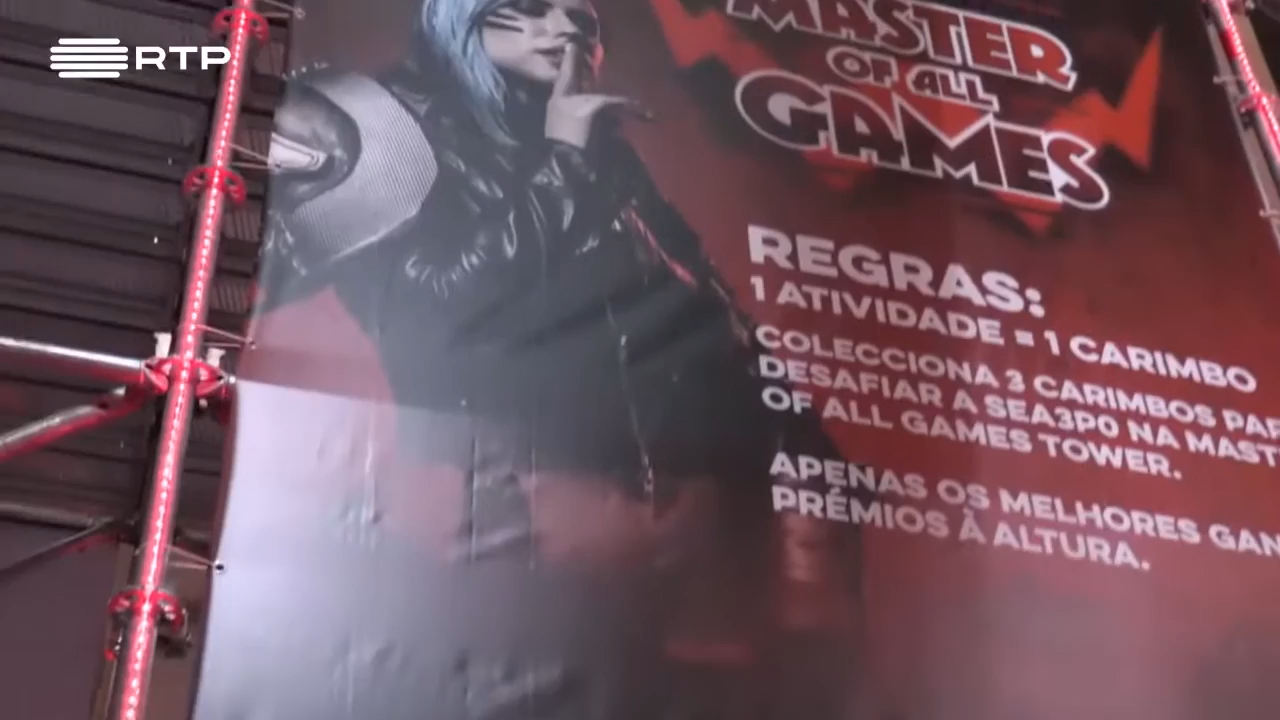 RTP
MASTER
OF ALL
GAMES
REGRAS:
1 ATIVIDADE = 1 CARIMBO
COLECCIONA 3 CARIMBOS
DESAFIAR A SEA3P0 NA
OF ALL GAMES TOWER.
APENAS OS MELHORES
PRÉMIOS À ALTURA.